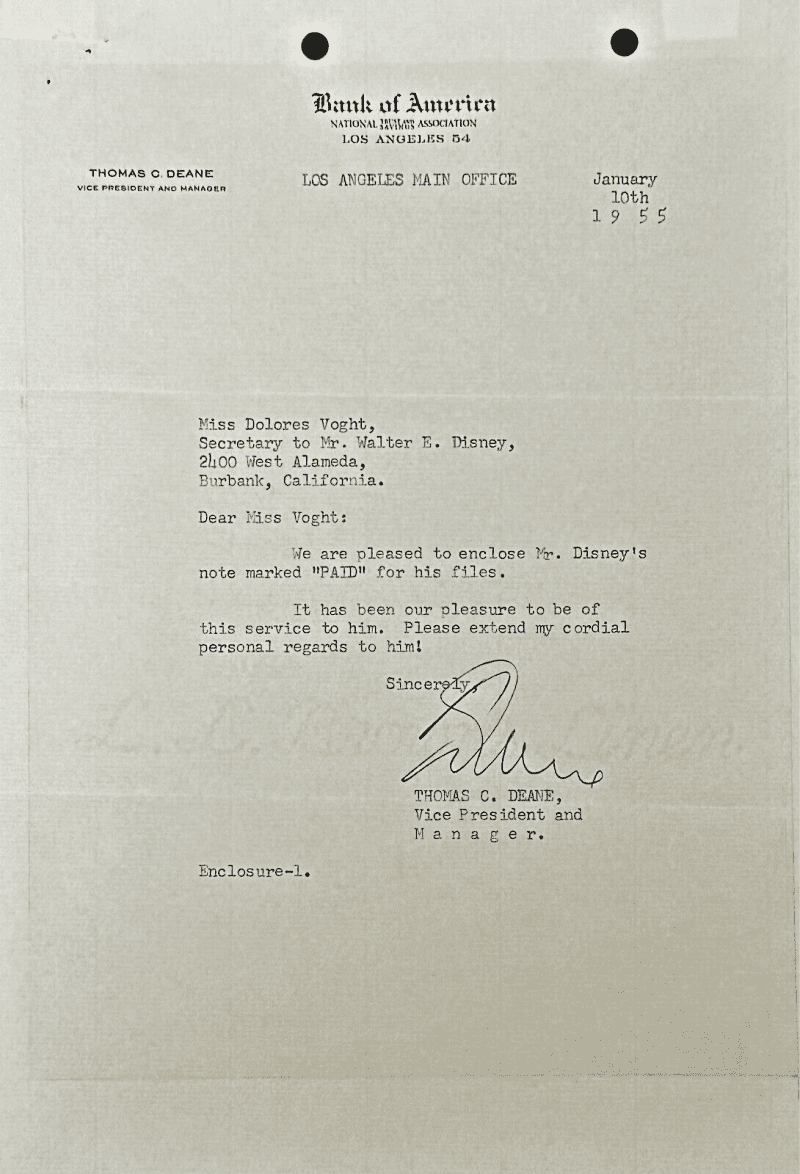 Bank of America
NATIONAL TRUST AND SAVINGS ASSOCIATION
LOS ANGELES 54
THOMAS C. DEANE
VICE PRESIDENT AND MANAGER
LOS ANGELES MAIN OFFICE
January
10th
1 9 5 5
Miss Dolores Voght,
Secretary to Mr. Walter E. Disney,
2400 West Alameda,
Burbank, California.
Dear Miss Voght:
We are pleased to enclose Mr. Disney's
note marked "PAID" for his files.
It has been our pleasure to be of
this service to him. Please extend my cordial
personal regards to him!
Sincerely,
THOMAS C. DEANE,
Vice President and
M a n a g e r.
Enclosure-1.